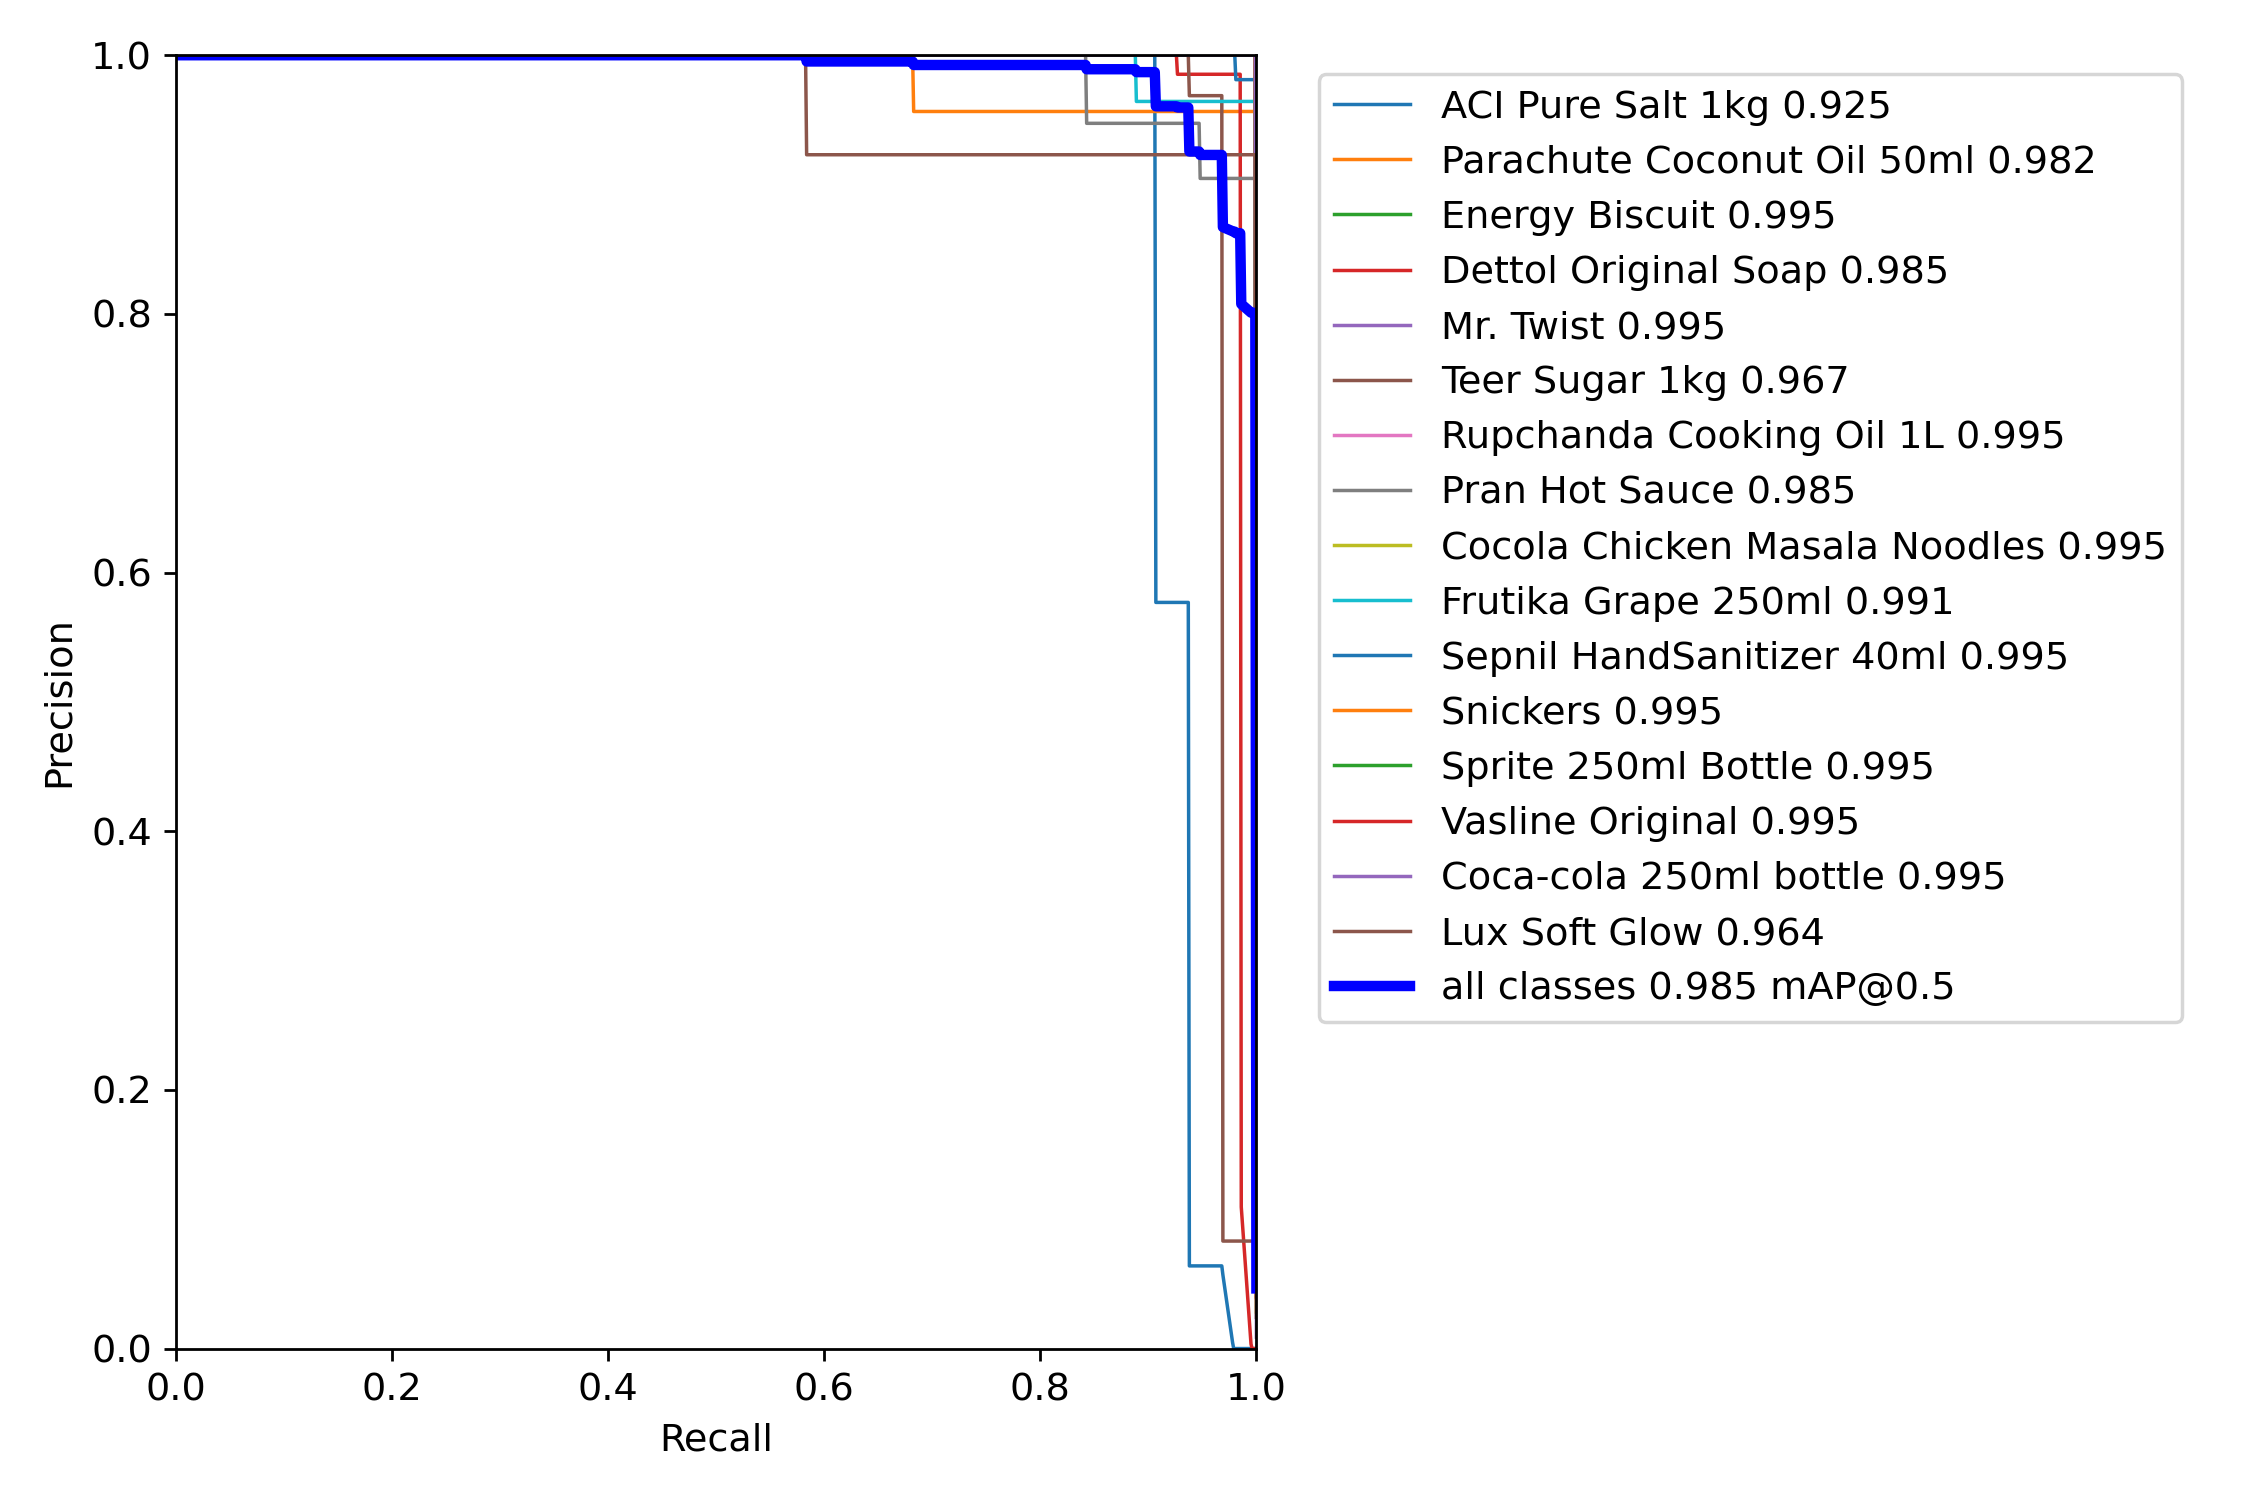 1.0
0.8
0.6
0.4
0.2
0.0
0.0 0.2 0.4 0.6 0.8 1.0
Precision
Recall
ACI Pure Salt 1kg 0.925
Parachute Coconut Oil 50ml 0.982
Energy Biscuit 0.995
Dettol Original Soap 0.985
Mr. Twist 0.995
Teer Sugar 1kg 0.967
Rupchanda Cooking Oil 1L 0.995
Pran Hot Sauce 0.985
Cocola Chicken Masala Noodles 0.995
Frutika Grape 250ml 0.991
Sepnil HandSanitizer 40ml 0.995
Snickers 0.995
Sprite 250ml Bottle 0.995
Vasline Original 0.995
Coca-cola 250ml bottle 0.995
Lux Soft Glow 0.964
all classes 0.985 mAP@0.5